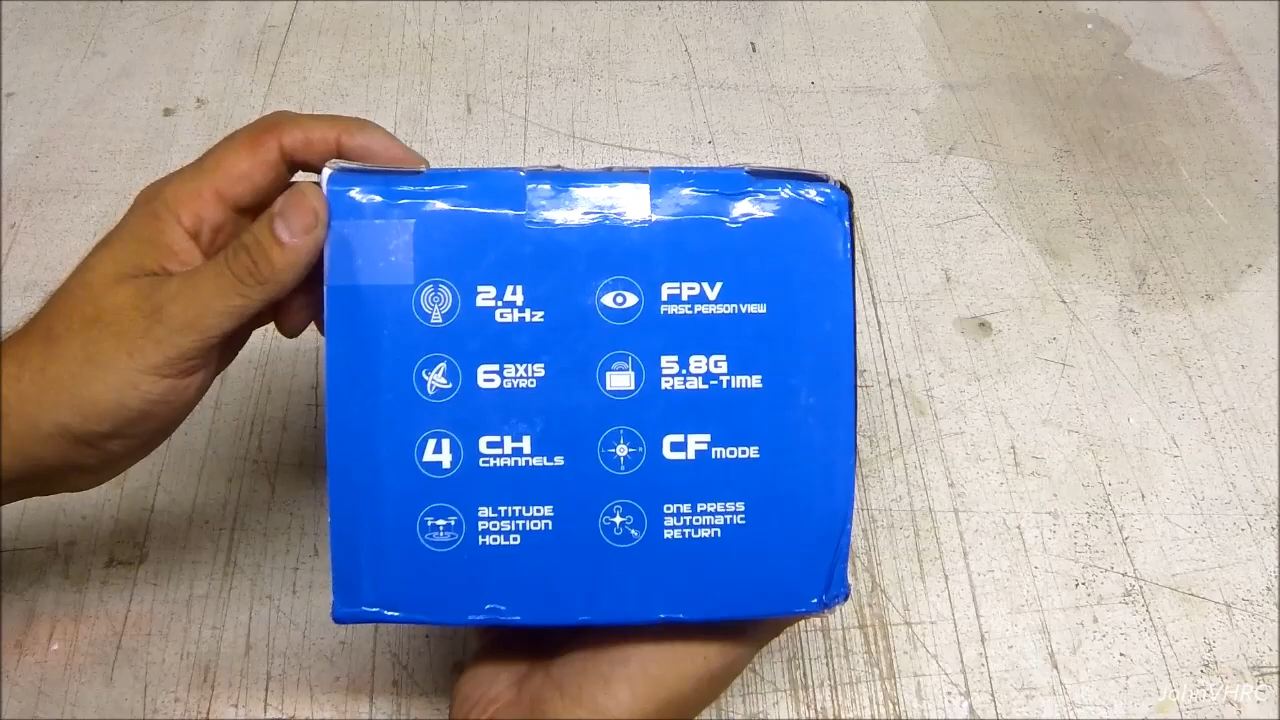 2.4
GHz
FPV
FIRST PERSON VIEW
6 AXIS
GYRO
5.8G
REAL-TIME
4
CH
CHANNELS
CF MODE
ALTITUDE
POSITION
HOLD
ONE PRESS
AUTOMATIC
RETURN
JohnVHRC